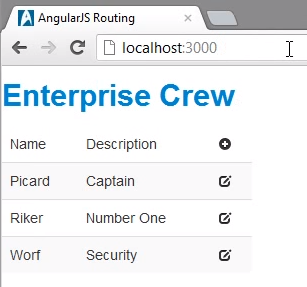 AngularJS Routing
localhost:3000
Enterprise Crew
Name Description
Picard Captain
Riker Number One
Worf Security